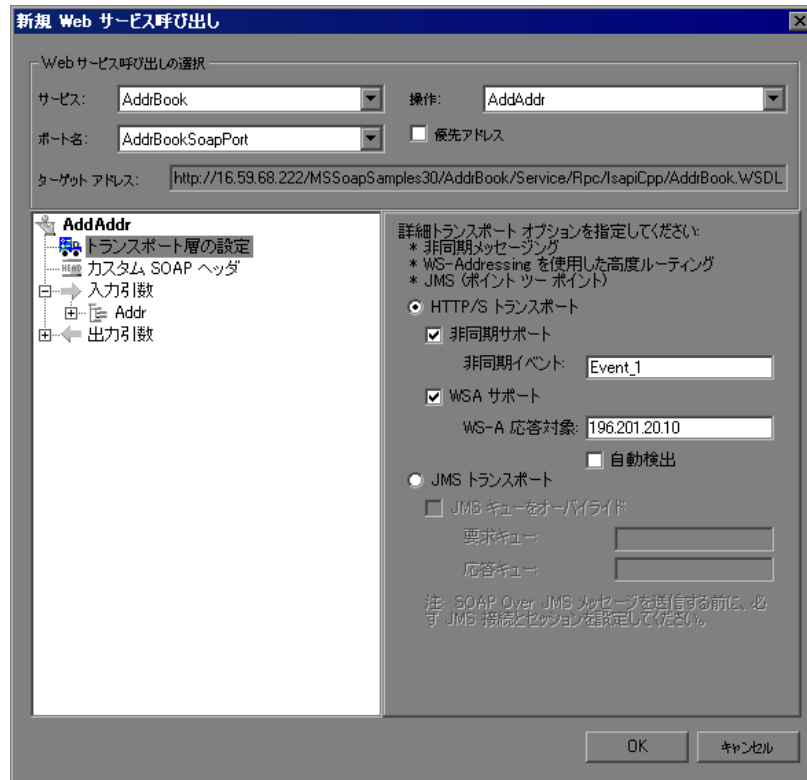 新規 Web サービス呼び出し
Web サービス呼び出しの選択
サービス: AddrBook 操作: AddAddr
ポート名: AddrBookSoapPort 優先アドレス
ターゲット アドレス: http://16.59.68.222/MSSoapSamples30/AddrBook/Service/Rpc/IsapiCpp/AddrBook.WSDL
AddAddr
トランスポート層の設定
HEAD カスタム SOAP ヘッダ
入力引数
Addr
出力引数
詳細トランスポート オプションを指定してください:
* 非同期メッセージング
* WS-Addressing を使用した高度ルーティング
* JMS (ポイント ツー ポイント)
HTTP/S トランスポート
非同期サポート
非同期イベント: Event_1
WSA サポート
WS-A 応答対象: 196.201.20.10
自動検出
JMS トランスポート
JMS キューをオーバイライド
要求キュー:
応答キュー:
注: SOAP Over JMS メッセージを送信する前に、必
ず JMS 接続とセッションを設定してください。
OK キャンセル